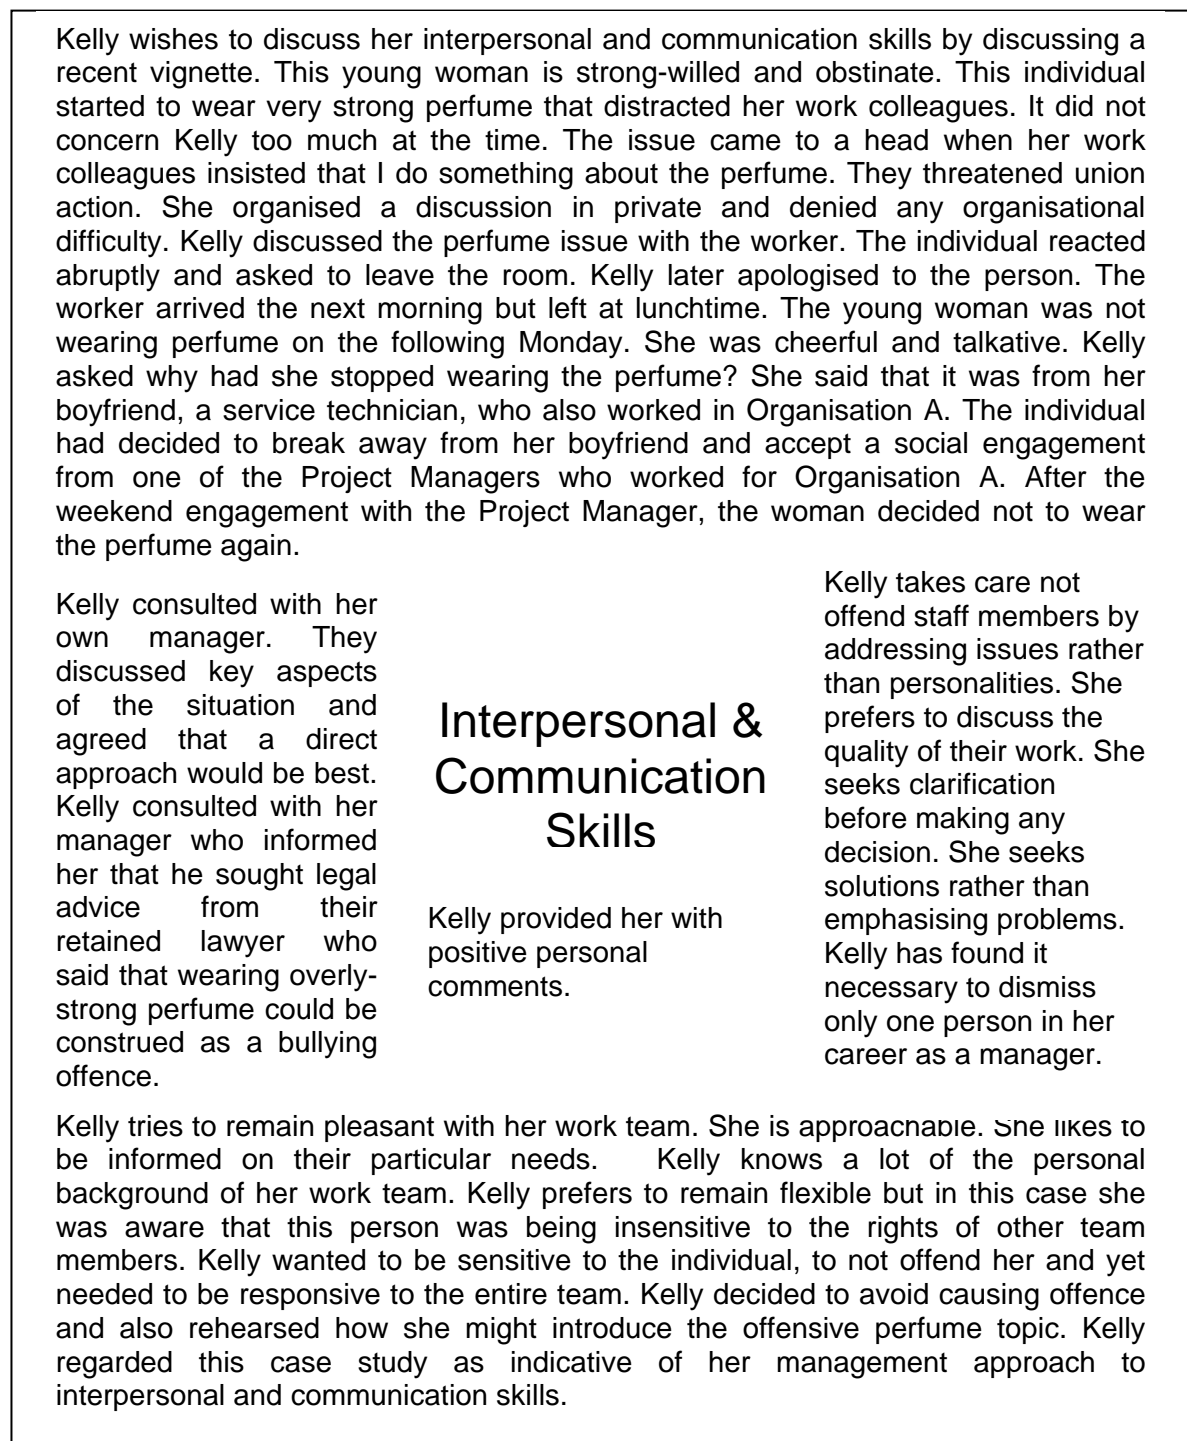 Kelly wishes to discuss her interpersonal and communication skills by discussing a
recent vignette. This young woman is strong-willed and obstinate. This individual
started to wear very strong perfume that distracted her work colleagues. It did not
concern Kelly too much at the time. The issue came to a head when her work
colleagues insisted that I do something about the perfume. They threatened union
action. She organised a discussion in private and denied any organisational
difficulty. Kelly discussed the perfume issue with the worker. The individual reacted
abruptly and asked to leave the room. Kelly later apologised to the person. The
worker arrived the next morning but left at lunchtime. The young woman was not
wearing perfume on the following Monday. She was cheerful and talkative. Kelly
asked why had she stopped wearing the perfume? She said that it was from her
boyfriend, a service technician, who also worked in Organisation A. The individual
had decided to break away from her boyfriend and accept a social engagement
from one of the Project Managers who worked for Organisation A. After the
weekend engagement with the Project Manager, the woman decided not to wear
the perfume again.
Kelly consulted with her
own manager. They
discussed key aspects
of the situation and
agreed that a direct
approach would be best.
Kelly consulted with her
manager who informed
her that he sought legal
advice from their
retained lawyer who
said that wearing overly-
strong perfume could be
construed as a bullying
offence.
Interpersonal &
Communication
Skills
Kelly provided her with
positive personal
comments.
Kelly takes care not
offend staff members by
addressing issues rather
than personalities. She
prefers to discuss the
quality of their work. She
seeks clarification
before making any
decision. She seeks
solutions rather than
emphasising problems.
Kelly has found it
necessary to dismiss
only one person in her
career as a manager.
Kelly tries to remain pleasant with her work team. She is approachable. She likes to
be informed on their particular needs. Kelly knows a lot of the personal
background of her work team. Kelly prefers to remain flexible but in this case she
was aware that this person was being insensitive to the rights of other team
members. Kelly wanted to be sensitive to the individual, to not offend her and yet
needed to be responsive to the entire team. Kelly decided to avoid causing offence
and also rehearsed how she might introduce the offensive perfume topic. Kelly
regarded this case study as indicative of her management approach to
interpersonal and communication skills.